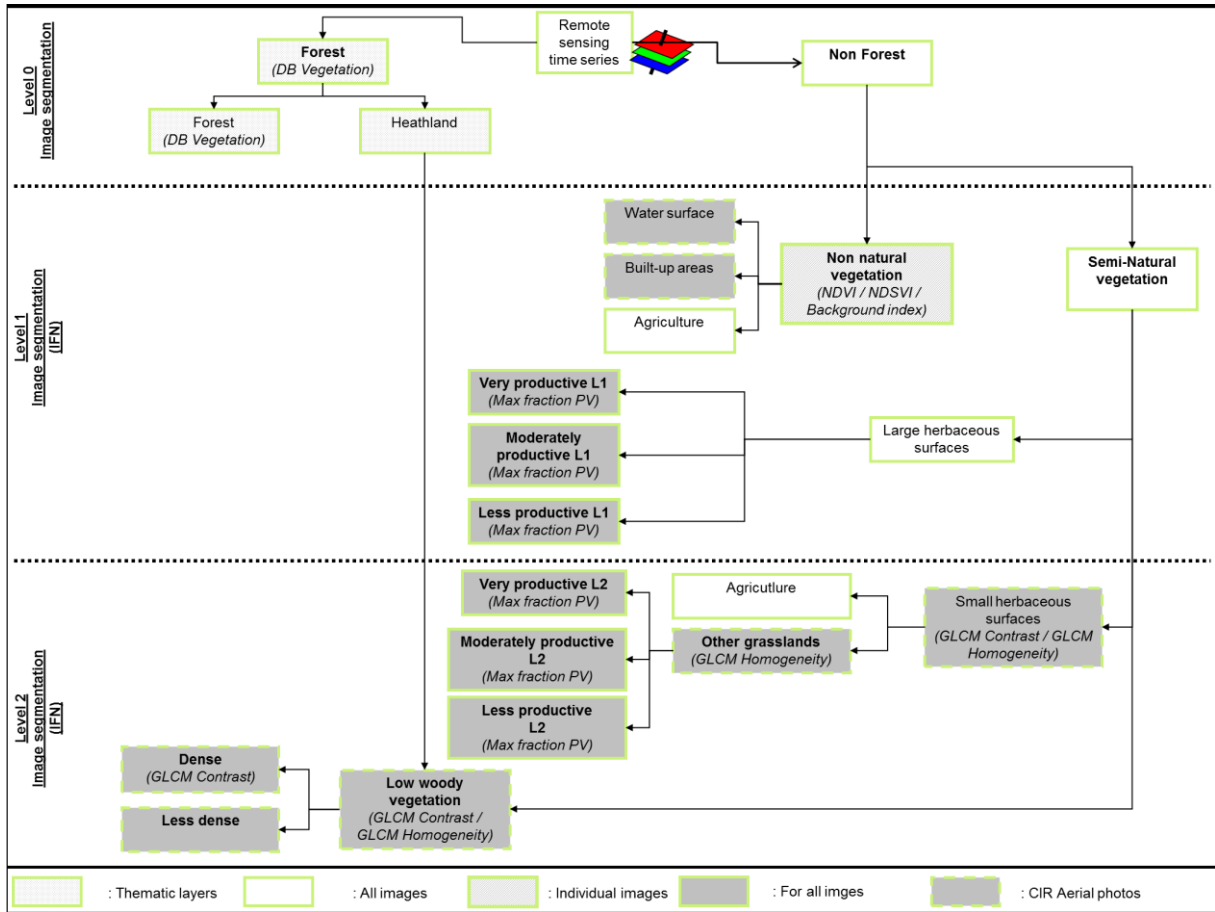 Level 0
Image segmentation
Remote
sensing
time series
Forest
(DB Vegetation)
Non Forest
Forest
(DB Vegetation)
Heathland
Level 1
Image segmentation
(IFN)
Water surface
Built-up areas
Agriculture
Non natural
vegetation
(NDVI / NDSVI /
Background index)
Semi-Natural
vegetation
Very productive L1
(Max fraction PV)
Moderately
productive L1
(Max fraction PV)
Less productive L1
(Max fraction PV)
Large herbaceous
surfaces
Level 2
Image segmentation
(IFN)
Very productive L2
(Max fraction PV)
Moderately productive
L2
(Max fraction PV)
Less productive
L2
(Max fraction PV)
Agricutlure
Other grasslands
(GLCM Homogeneity)
Small herbaceous
surfaces
(GLCM Contrast / GLCM
Homogeneity)
Dense
(GLCM Contrast)
Less dense
Low woody
vegetation
(GLCM Contrast /
GLCM Homogeneity)
: Thematic layers
: All images
: Individual images
: For all imges
: CIR Aerial photos